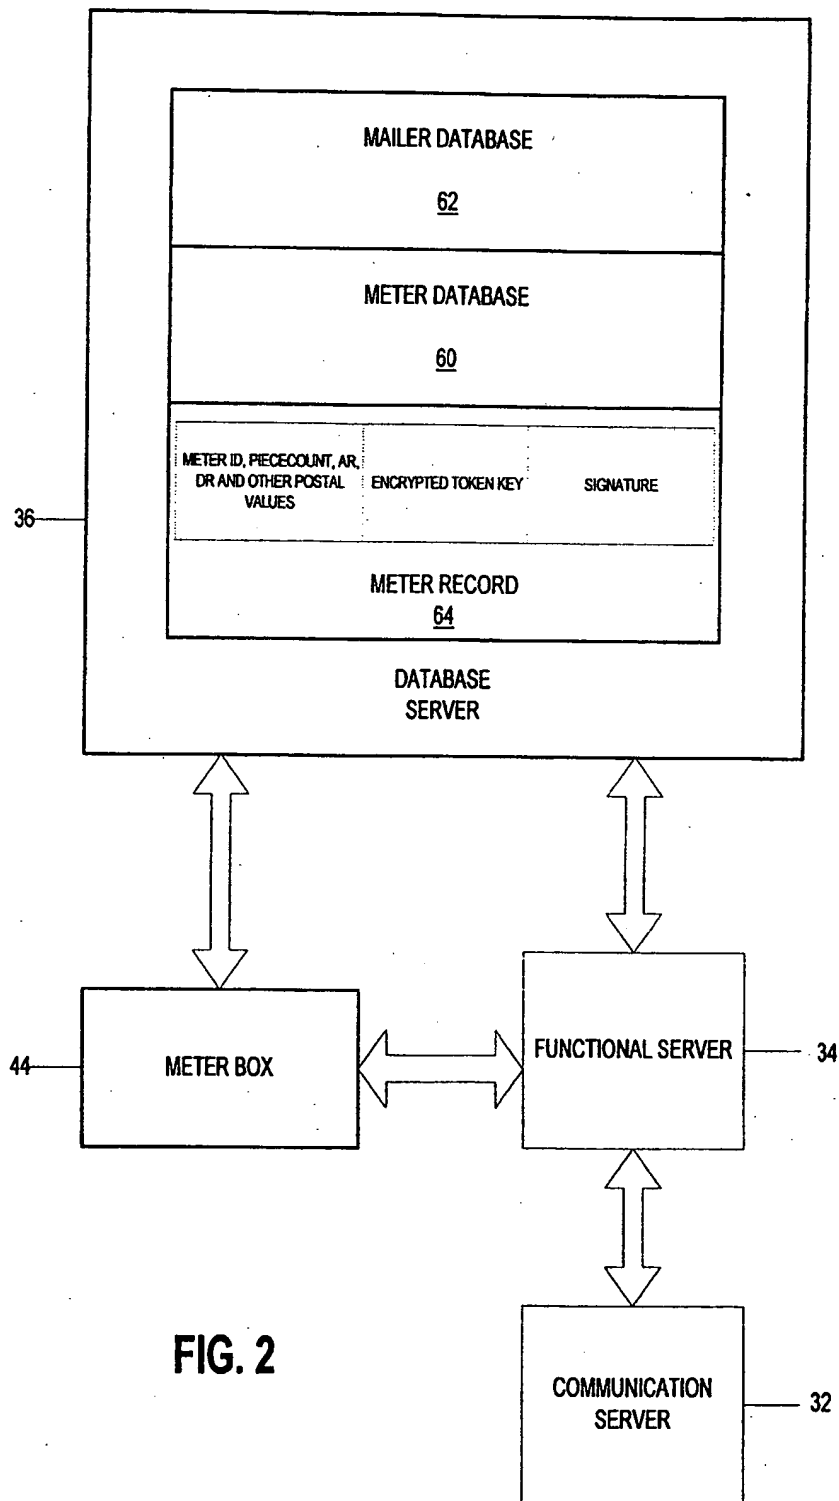 MAILER DATABASE
62
METER DATABASE
60
METER ID, PIECECOUNT, AR,
DR AND OTHER POSTAL
VALUES
ENCRYPTED TOKEN KEY
SIGNATURE
36
METER RECORD
64
DATABASE
SERVER
44
METER BOX
FUNCTIONAL SERVER
34
FIG. 2
COMMUNICATION
SERVER
32